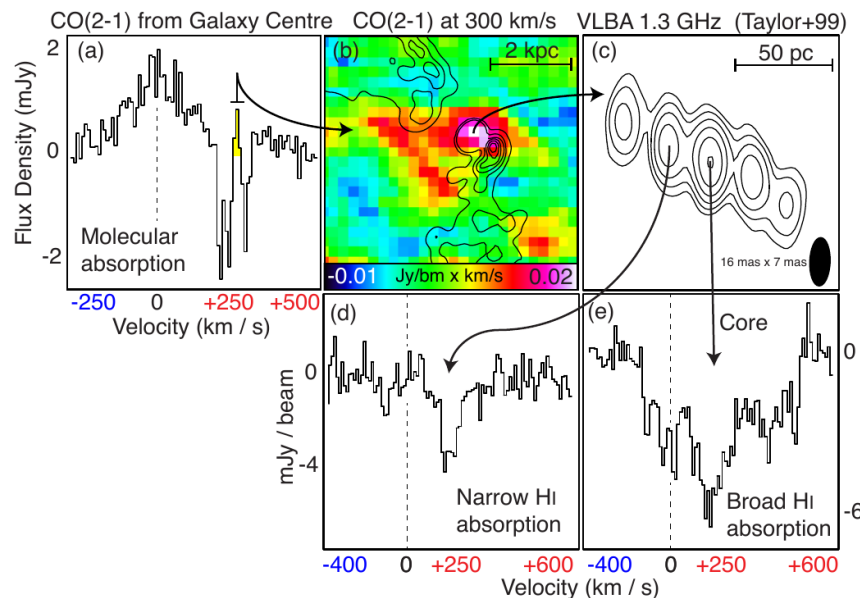 CO(2-1) from Galaxy Centre
CO(2-1) at 300 km/s
VLBA 1.3 GHz (Taylor+99)
(a)
2
0
-2
Flux Density (mJy)
Molecular
absorption
-250
0
+250
+500
Velocity (km / s)
(b)
2 kpc
-0.01
Jy/bm x km/s
0.02
(c)
50 pc
16 mas x 7 mas
(d)
0
-4
mJy / beam
Narrow HI
absorption
-400
0
+250
+600
(e)
Core
0
-6
Broad HI
absorption
-400
0
+250
+600
Velocity (km / s)